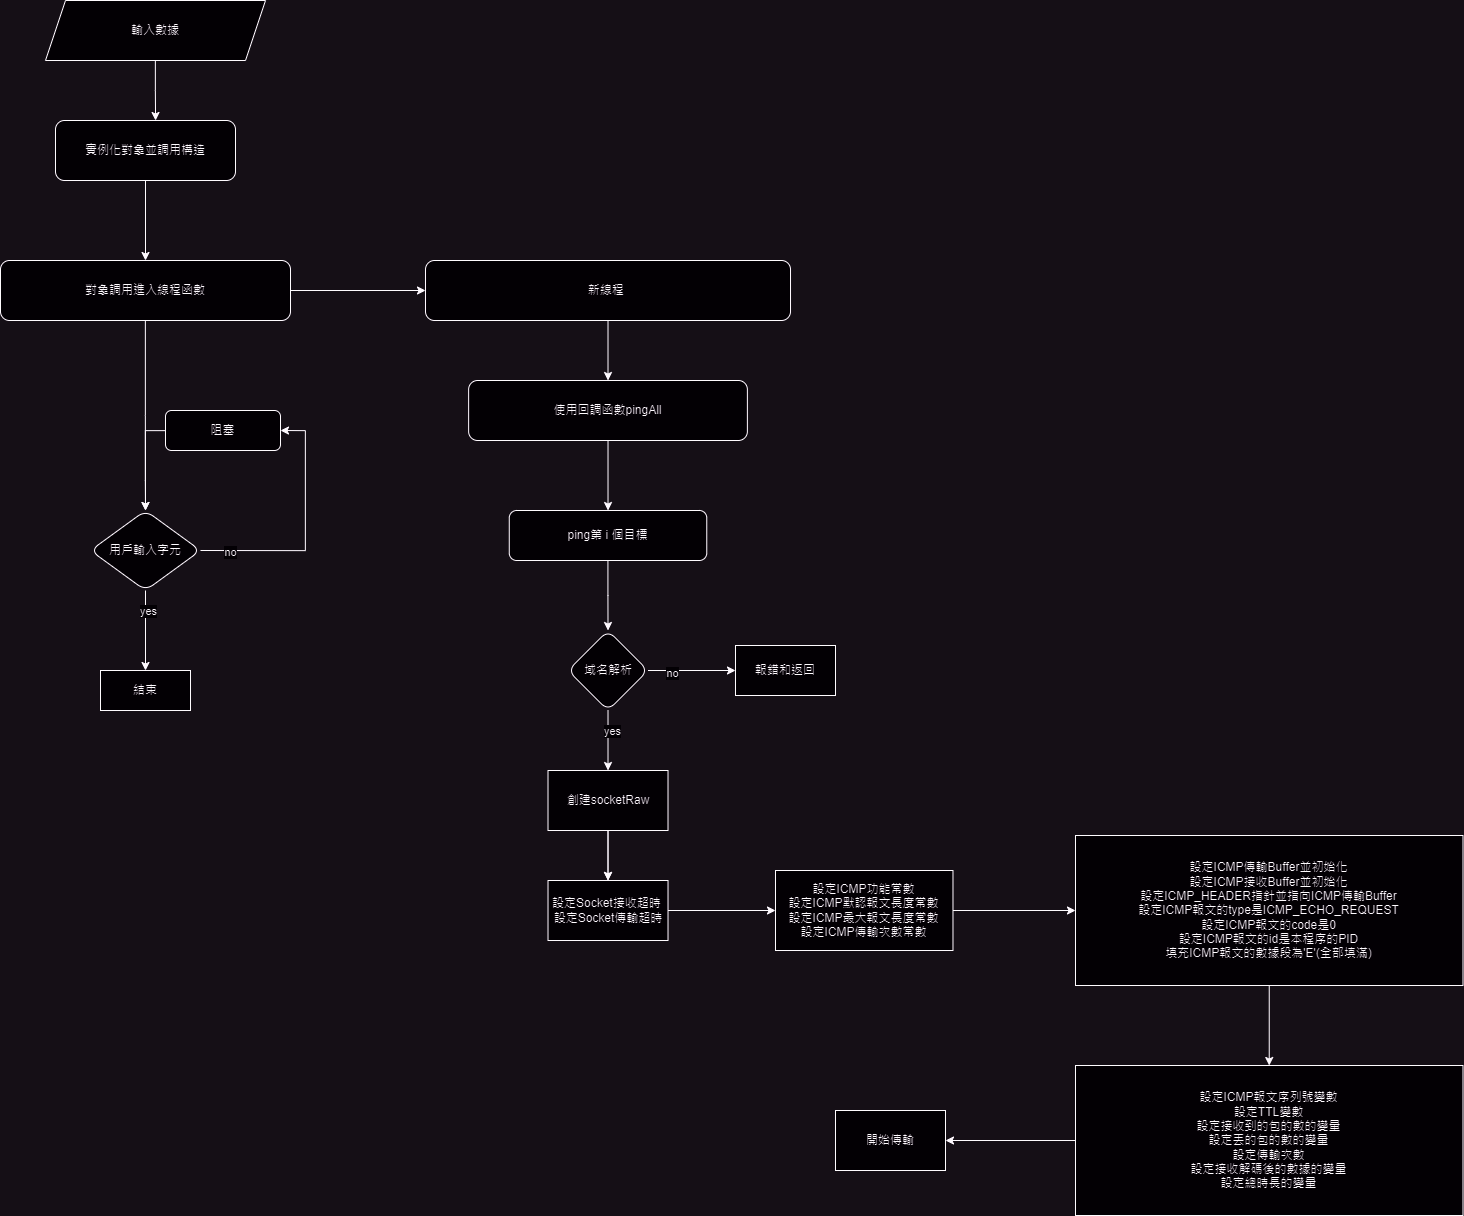 輸入數據
實例化對象並調用構造
對象調用進入線程函數
新線程
使用回調函數pingAll
阻塞
用戶輸入字元
no
yes
結束
ping第 i 個目標
域名解析
no
報錯和返回
yes
創建socketRaw
設定Socket接收超時
設定Socket傳輸超時
設定ICMP功能常數
設定ICMP默認報文長度常數
設定ICMP最大報文長度常數
設定ICMP傳輸次數常數
設定ICMP傳輸Buffer並初始化
設定ICMP接收Buffer並初始化
設定ICMP_HEADER指針並指向ICMP傳輸Buffer
設定ICMP報文的type是ICMP_ECHO_REQUEST
設定ICMP報文的code是0
設定ICMP報文的id是本程序的PID
填充ICMP報文的數據段為'E'(全部填滿)
設定ICMP報文序列號變數
設定TTL變數
設定接收到的包的數的變量
設定丟的包的數的變量
設定傳輸次數
設定接收解碼後的數據的變量
設定總時長的變量
開始傳輸